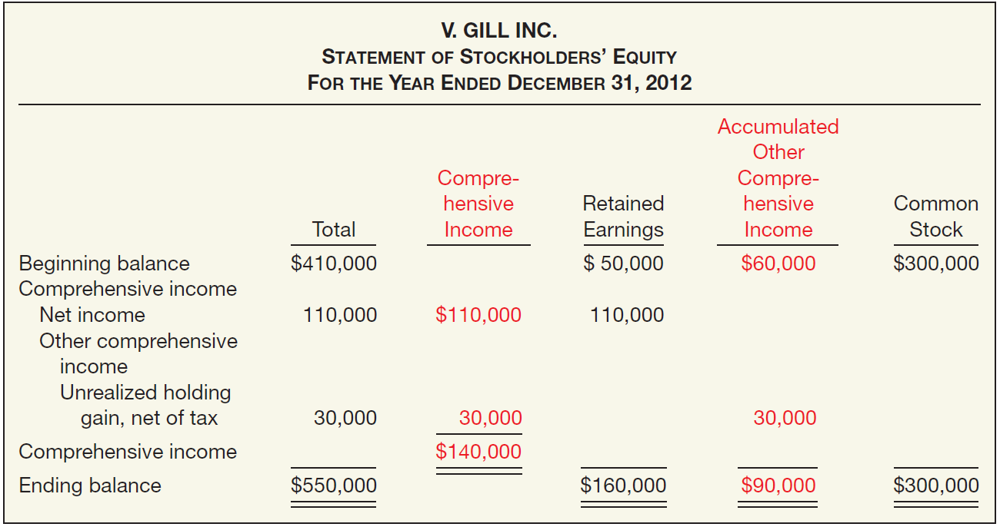 V. GILL INC.
STATEMENT OF STOCKHOLDERS' EQUITY
FOR THE YEAR ENDED DECEMBER 31, 2012
Accumulated
Other
Compre- Compre-
hensive Retained hensive Common
Total Income Earnings Income Stock
Beginning balance $410,000 $ 50,000 $60,000 $300,000
Comprehensive income
Net income 110,000 $110,000 110,000
Other comprehensive
income
Unrealized holding
gain, net of tax 30,000 30,000 30,000
Comprehensive income $140,000
Ending balance $550,000 $160,000 $90,000 $300,000